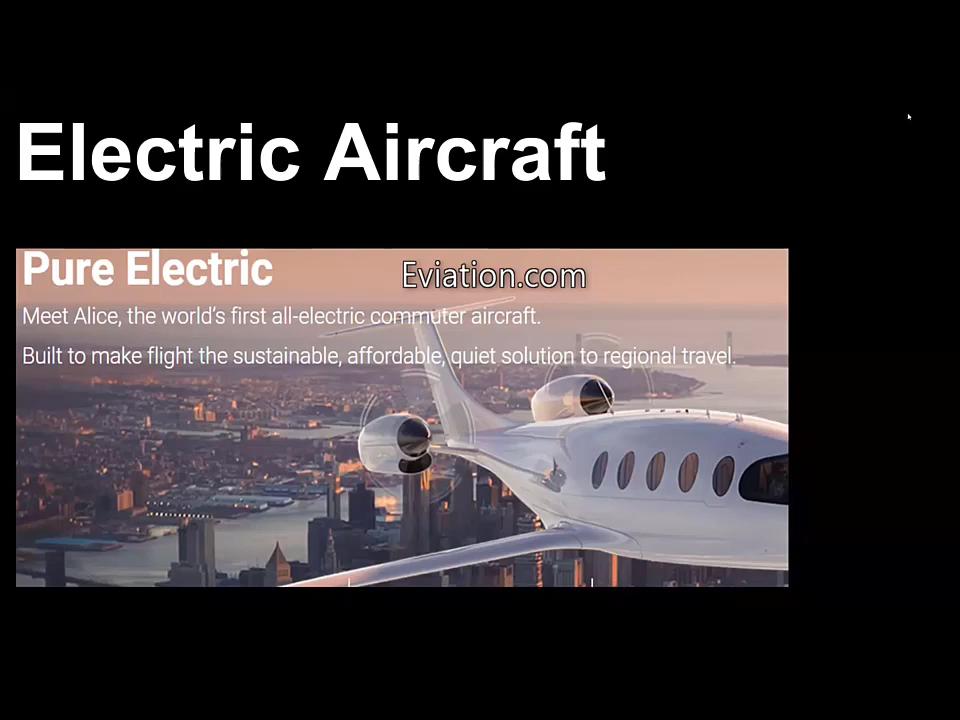 Electric Aircraft
Pure Electric
Eviation.com
Meet Alice, the world's first all-electric commuter aircraft.
Built to make flight the sustainable, affordable, quiet solution to regional travel.